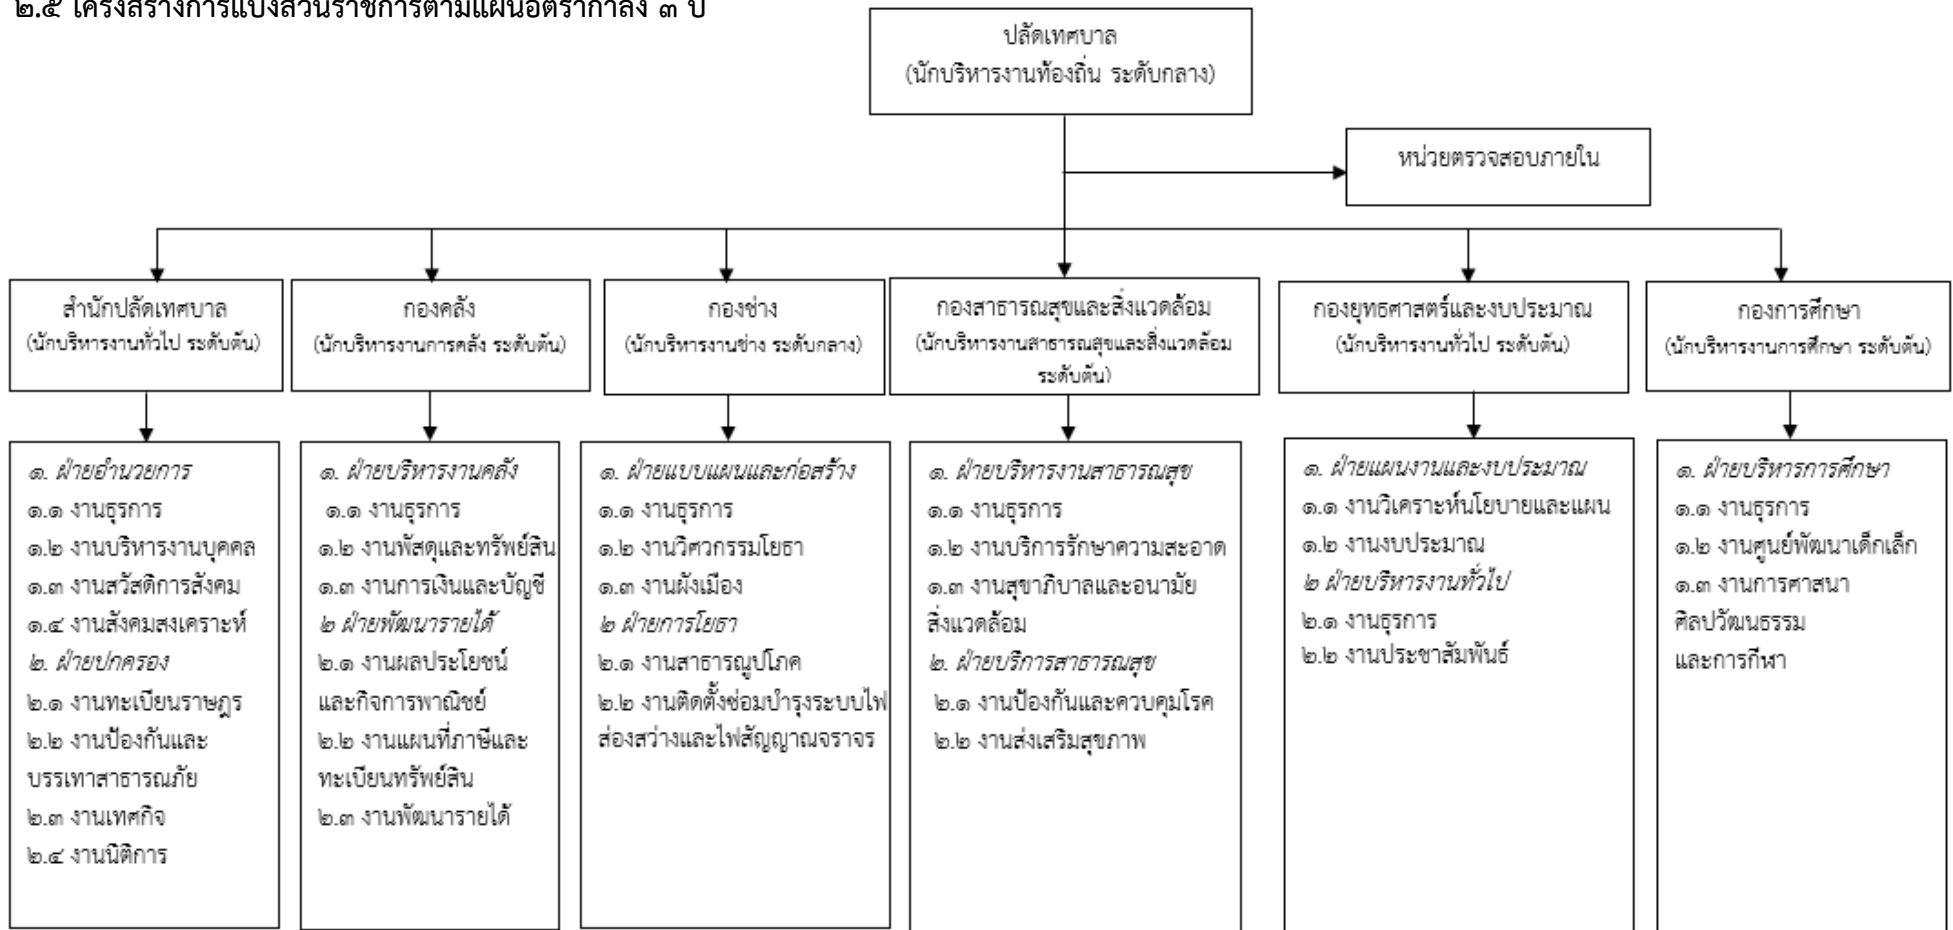 ๒.๕ โครงสร้างการแบ่งส่วนราชการตามแผนอัตรากำลัง ๓ ปี
ปลัดเทศบาล
(นักบริหารงานท้องถิ่น ระดับกลาง)
หน่วยตรวจสอบภายใน
สำนักปลัดเทศบาล
(นักบริหารงานทั่วไป ระดับต้น)
กองคลัง
(นักบริหารงานการคลัง ระดับต้น)
กองช่าง
(นักบริหารงานช่าง ระดับกลาง)
กองสาธารณสุขและสิ่งแวดล้อม
(นักบริหารงานสาธารณสุขและสิ่งแวดล้อม
ระดับต้น)
กองยุทธศาสตร์และงบประมาณ
(นักบริหารงานทั่วไป ระดับต้น)
กองการศึกษา
(นักบริหารงานการศึกษา ระดับต้น)
๑. ฝ่ายอำนวยการ
๑.๑ งานธุรการ
๑.๒ งานบริหารงานบุคคล
๑.๓ งานสวัสดิการสังคม
๑.๔ งานสังคมสงเคราะห์
๒. ฝ่ายปกครอง
๒.๑ งานทะเบียนราษฎร
๒.๒ งานป้องกันและ
บรรเทาสาธารณภัย
๒.๓ งานเทศกิจ
๒.๔ งานนิติการ
๑. ฝ่ายบริหารงานคลัง
๑.๑ งานธุรการ
๑.๒ งานพัสดุและทรัพย์สิน
๑.๓ งานการเงินและบัญชี
๒ ฝ่ายพัฒนารายได้
๒.๑ งานผลประโยชน์
และกิจการพาณิชย์
๒.๒ งานแผนที่ภาษีและ
ทะเบียนทรัพย์สิน
๒.๓ งานพัฒนารายได้
๑. ฝ่ายแบบแผนและก่อสร้าง
๑.๑ งานธุรการ
๑.๒ งานวิศวกรรมโยธา
๑.๓ งานผังเมือง
๒ ฝ่ายการโยธา
๒.๑ งานสาธารณูปโภค
๒.๒ งานติดตั้งซ่อมบำรุงระบบไฟ
ส่องสว่างและไฟสัญญาณจราจร
๑. ฝ่ายบริหารงานสาธารณสุข
๑.๑ งานธุรการ
๑.๒ งานบริการรักษาความสะอาด
๑.๓ งานสุขาภิบาลและอนามัย
สิ่งแวดล้อม
๒. ฝ่ายบริการสาธารณสุข
๒.๑ งานป้องกันและควบคุมโรค
๒.๒ งานส่งเสริมสุขภาพ
๑. ฝ่ายแผนงานและงบประมาณ
๑.๑ งานวิเคราะห์นโยบายและแผน
๑.๒ งานงบประมาณ
๒ ฝ่ายบริหารงานทั่วไป
๒.๑ งานธุรการ
๒.๒ งานประชาสัมพันธ์
๑. ฝ่ายบริหารการศึกษา
๑.๑ งานธุรการ
๑.๒ งานศูนย์พัฒนาเด็กเล็ก
๑.๓ งานการศาสนา
ศิลปวัฒนธรรม
และการกีฬา